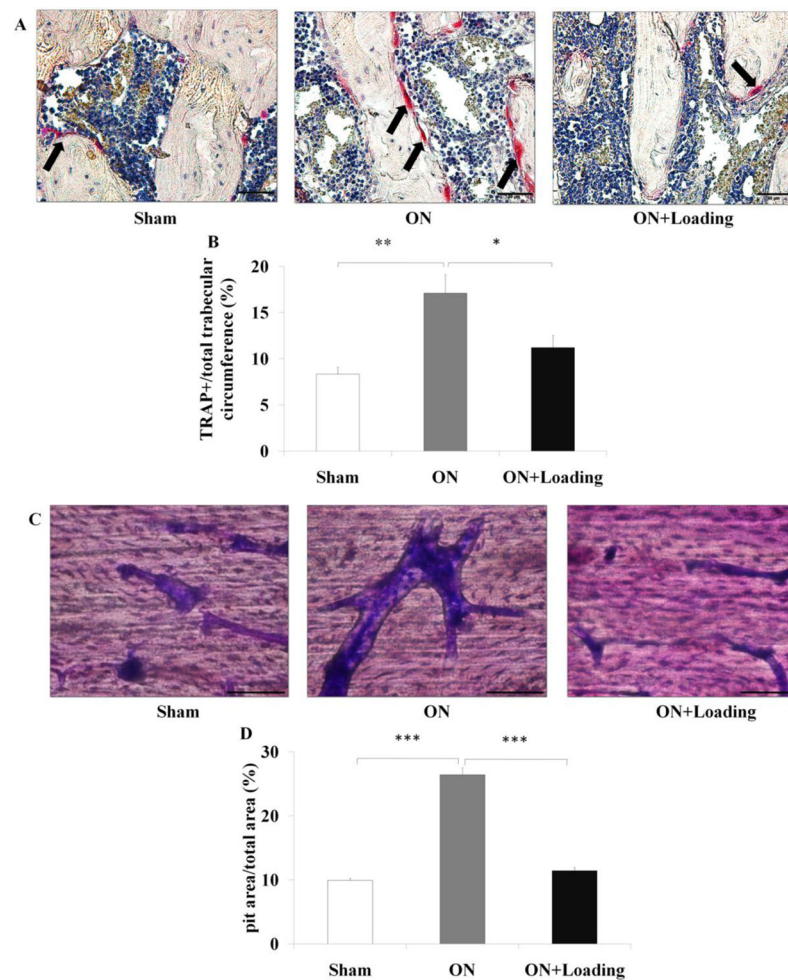 A
Sham
ON
ON+Loading
B
**
*
20
15
10
5
0
TRAP+/total trabecular
circumference (%)
Sham
ON
ON+Loading
C
Sham
ON
ON+Loading
D
***
***
30
20
10
0
pit area/total area (%)
Sham
ON
ON+Loading